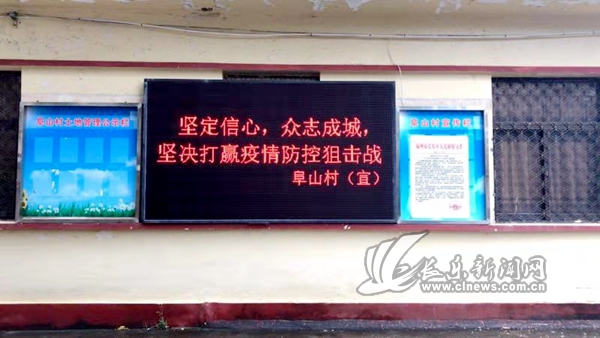 阜山村土地管理公示栏
坚定信心，众志成城，
坚决打赢疫情防控狙击战
阜山村（宣）
阜山村宣传栏
长乐新闻网
www.clnews.com.cn